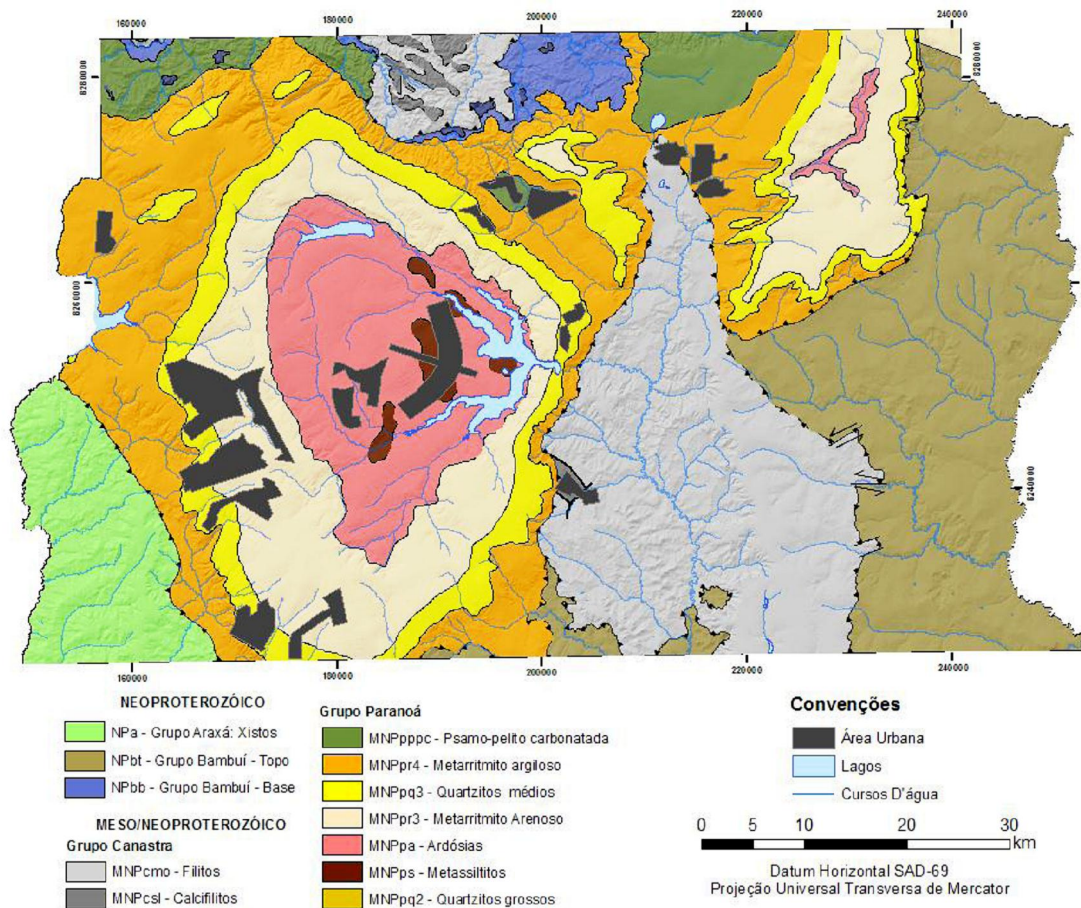 160000 180000 200000 220000 240000
8280000 8280000
8260000
8240000
160000 180000 200000 220000 240000
NEOPROTEROZÓICO
NPa - Grupo Araxá: Xistos
NPbt - Grupo Bambuí - Topo
NPbb - Grupo Bambuí - Base
MESO/NEOPROTEROZÓICO
Grupo Canastra
MNPcmo - Filitos
MNPcsl - Calcifilitos
Grupo Paranoá
MNPpppc - Psamo-pelito carbonatada
MNPpr4 - Metarritmito argiloso
MNPpq3 - Quartzitos médios
MNPpr3 - Metarritmito Arenoso
MNPpa - Ardósias
MNPps - Metassiltitos
MNPpq2 - Quartzitos grossos
Convenções
Área Urbana
Lagos
Cursos D'água
0 5 10 20 30
km
Datum Horizontal SAD-69
Projeção Universal Transversa de Mercator